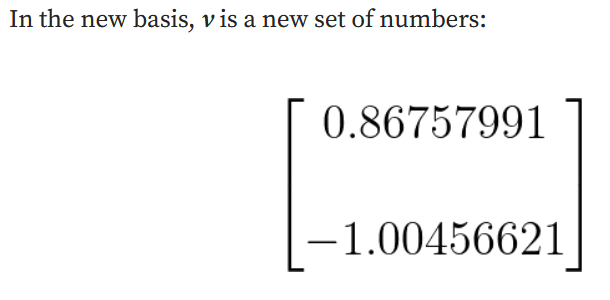 In the new basis, v is a new set of numbers:
0.86757991
−1.00456621